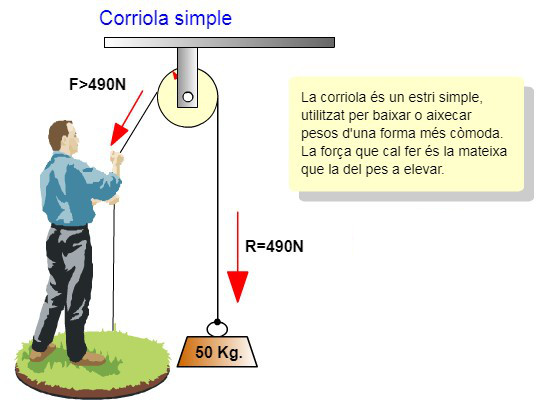 Corriola simple
F>490N
La corriola és un estri simple,
utilitzat per baixar o aixecar
pesos d'una forma més còmoda.
La força que cal fer és la mateixa
que la del pes a elevar.
R=490N
50 Kg.